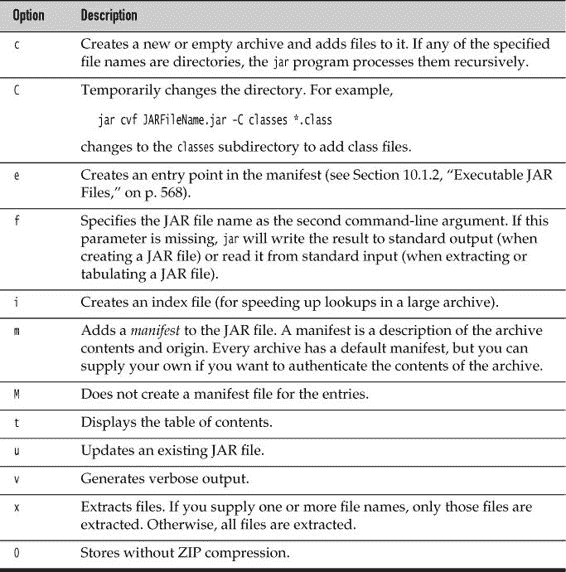 Option Description
c Creates a new or empty archive and adds files to it. If any of the specified
file names are directories, the jar program processes them recursively.
C Temporarily changes the directory. For example,
jar cvf JARFileName.jar -C classes *.class
changes to the classes subdirectory to add class files.
e Creates an entry point in the manifest (see Section 10.1.2, “Executable JAR
Files,” on p. 568).
f Specifies the JAR file name as the second command-line argument. If this
parameter is missing, jar will write the result to standard output (when
creating a JAR file) or read it from standard input (when extracting or
tabulating a JAR file).
i Creates an index file (for speeding up lookups in a large archive).
m Adds a manifest to the JAR file. A manifest is a description of the archive
contents and origin. Every archive has a default manifest, but you can
supply your own if you want to authenticate the contents of the archive.
M Does not create a manifest file for the entries.
t Displays the table of contents.
u Updates an existing JAR file.
v Generates verbose output.
x Extracts files. If you supply one or more file names, only those files are
extracted. Otherwise, all files are extracted.
0 Stores without ZIP compression.